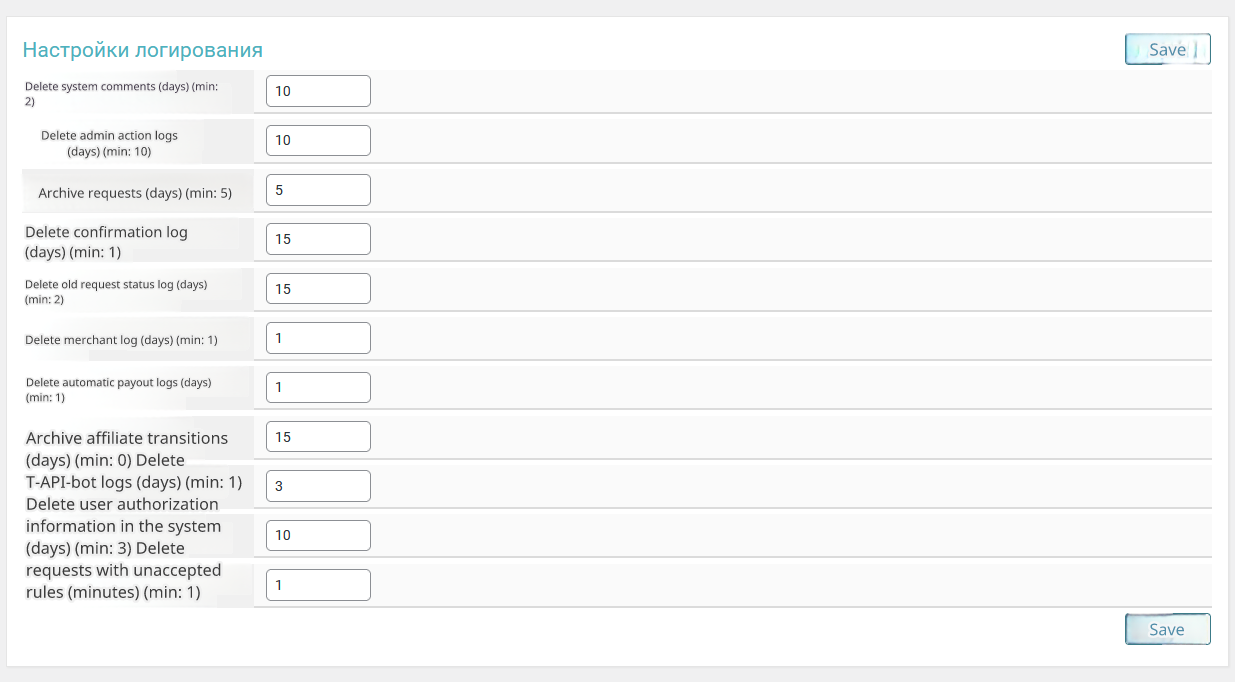 Настройки логирования
Save
Delete system comments (days) (min:
2)
10
Delete admin action logs
(days) (min: 10)
10
Archive requests (days) (min: 5)
5
Delete confirmation log
(days) (min: 1)
15
Delete old request status log (days)
(min: 2)
15
Delete merchant log (days) (min: 1)
1
Delete automatic payout logs (days)
(min: 1)
1
Archive affiliate transitions
(days) (min: 0) Delete
T-API-bot logs (days) (min: 1)
Delete user authorization
information in the system
(days) (min: 3) Delete
requests with unaccepted
rules (minutes) (min: 1)
15
3
10
1
Save